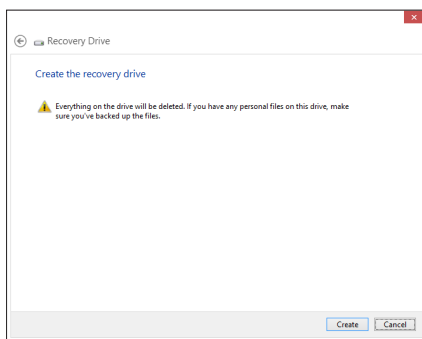 Recovery Drive
Create the recovery drive
Everything on the drive will be deleted. If you have any personal files on this drive, make
sure you've backed up the files.
Create Cancel